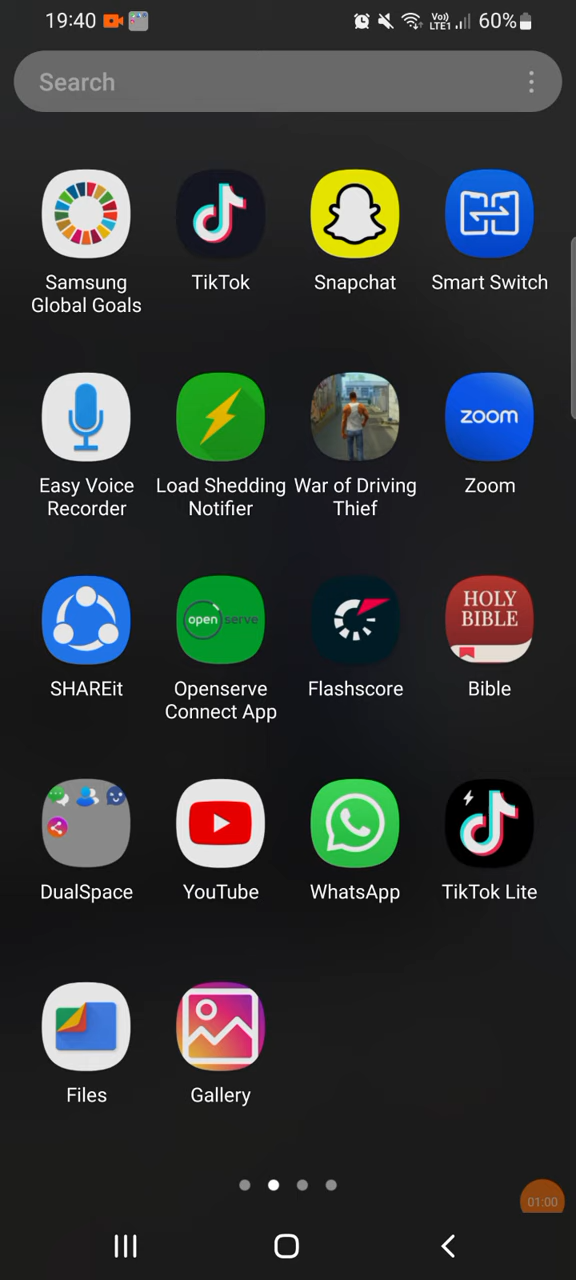 19:40 Vo)) LTE1 60%
Search
Samsung Global Goals
TikTok
Snapchat
Smart Switch
zoom
Easy Voice Recorder
Load Shedding Notifier
War of Driving Thief
Zoom
open serve
HOLY BIBLE
SHAREit
Openserve Connect App
Flashscore
Bible
DualSpace
YouTube
WhatsApp
TikTok Lite
Files
Gallery
01:00